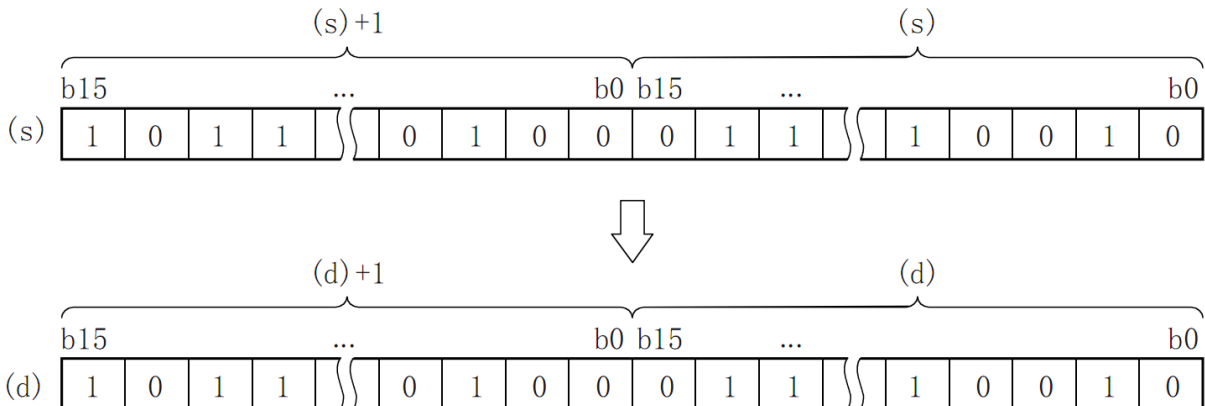 (s)+1 (s)
b15 ... b0 b15 ... b0
(s) 1 0 1 1 0 1 0 0 0 1 1 1 0 0 1 0
(d)+1 (d)
b15 ... b0 b15 ... b0
(d) 1 0 1 1 0 1 0 0 0 1 1 1 0 0 1 0